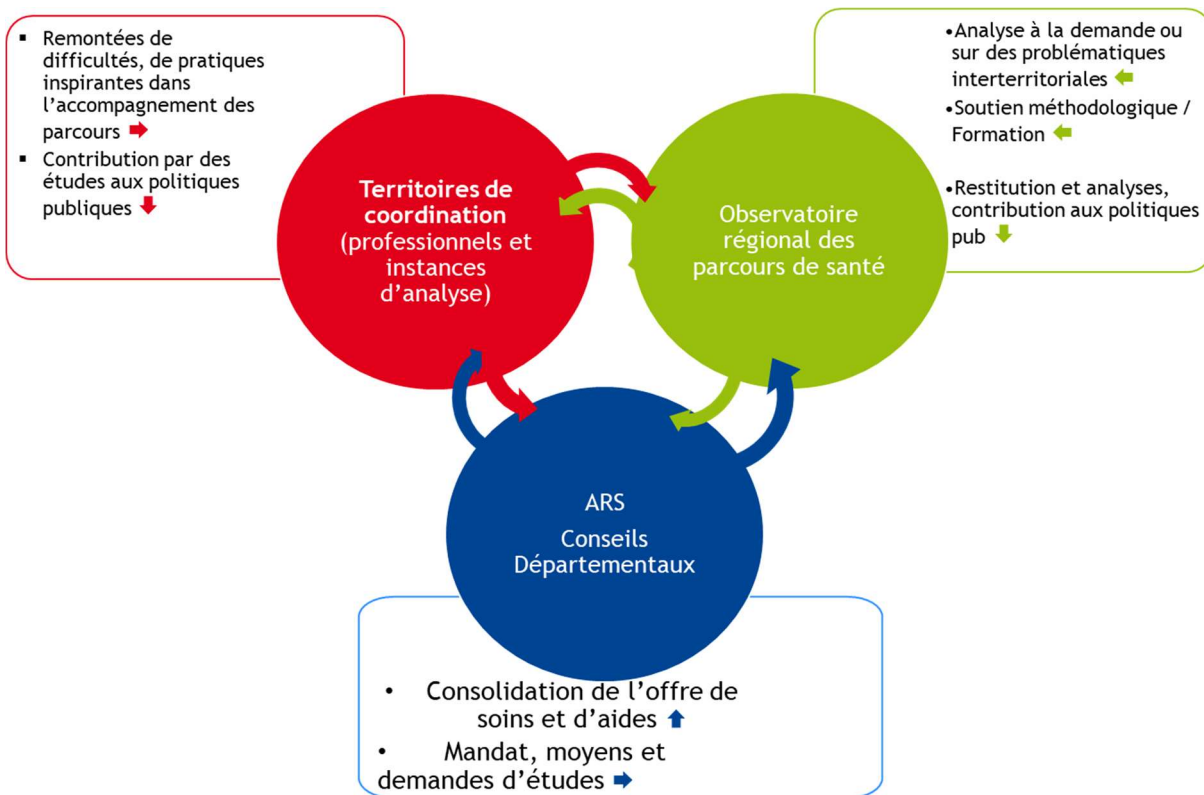 ▪ Remontées de
difficultés, de pratiques
inspirantes dans
l'accompagnement des
parcours ➡
▪ Contribution par des
études aux politiques
publiques ⬇
•Analyse à la demande ou
sur des problématiques
interterritoriales ⬅
•Soutien méthodologique /
Formation ⬅
•Restitution et analyses,
contribution aux politiques
pub ⬇
Territoires de
coordination
(professionnels et
instances
d'analyse)
Observatoire
régional des
parcours de santé
ARS
Conseils
Départementaux
• Consolidation de l'offre de
soins et d'aides ⬆
• Mandat, moyens et
demandes d'études ➡